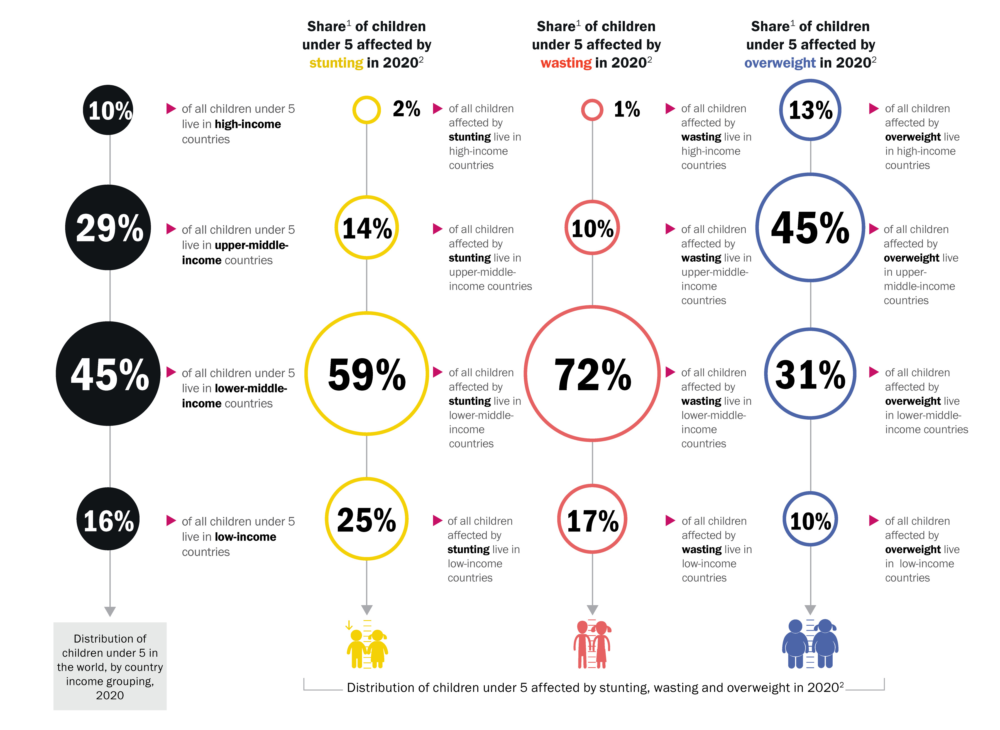 Share¹ of children
under 5 affected by
stunting in 2020²
Share¹ of children
under 5 affected by
wasting in 2020²
Share¹ of children
under 5 affected by
overweight in 2020²
10%
of all children under 5
live in high-income
countries
2%
of all children
affected by
stunting live in
high-income
countries
1%
of all children
affected by
wasting live in
high-income
countries
13%
of all children
affected by
overweight live
in high-income
countries
29%
of all children under 5
live in upper-middle-
income countries
14%
of all children
affected by
stunting live in
upper-middle-
income countries
10%
of all children
affected by
wasting live in
upper-middle-
income
countries
45%
of all children
affected by
overweight live
in upper-
middle-income
countries
45%
of all children under 5
live in lower-middle-
income countries
59%
of all children
affected by
stunting live in
lower-middle-
income
countries
72%
of all children
affected by
wasting live in
lower-middle-
income
countries
31%
of all children
affected by
overweight live
in lower-middle-
income countries
16%
of all children under 5
live in low-income
countries
25%
of all children
affected by
stunting live in
low-income
countries
17%
of all children
affected by
wasting live in
low-income
countries
10%
of all children
affected by
overweight live
in low-income
countries
Distribution of
children under 5 in
the world, by country
income grouping,
2020
Distribution of children under 5 affected by stunting, wasting and overweight in 2020²